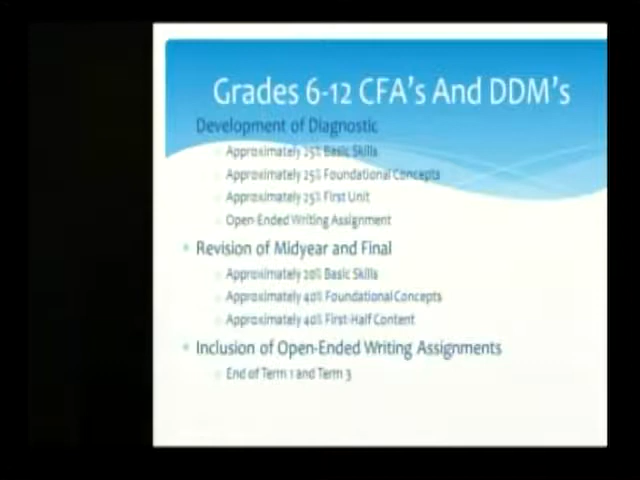 Grades 6-12 CFA's And DDM's
Development of Diagnostic
Approximately 25% Basic Skills
Approximately 25% Foundational Concepts
Approximately 25% First Unit
Open-Ended Writing Assignment
Revision of Midyear and Final
Approximately 20% Basic Skills
Approximately 40% Foundational Concepts
Approximately 40% First-Half Content
Inclusion of Open-Ended Writing Assignments
End of Term 1 and Term 3